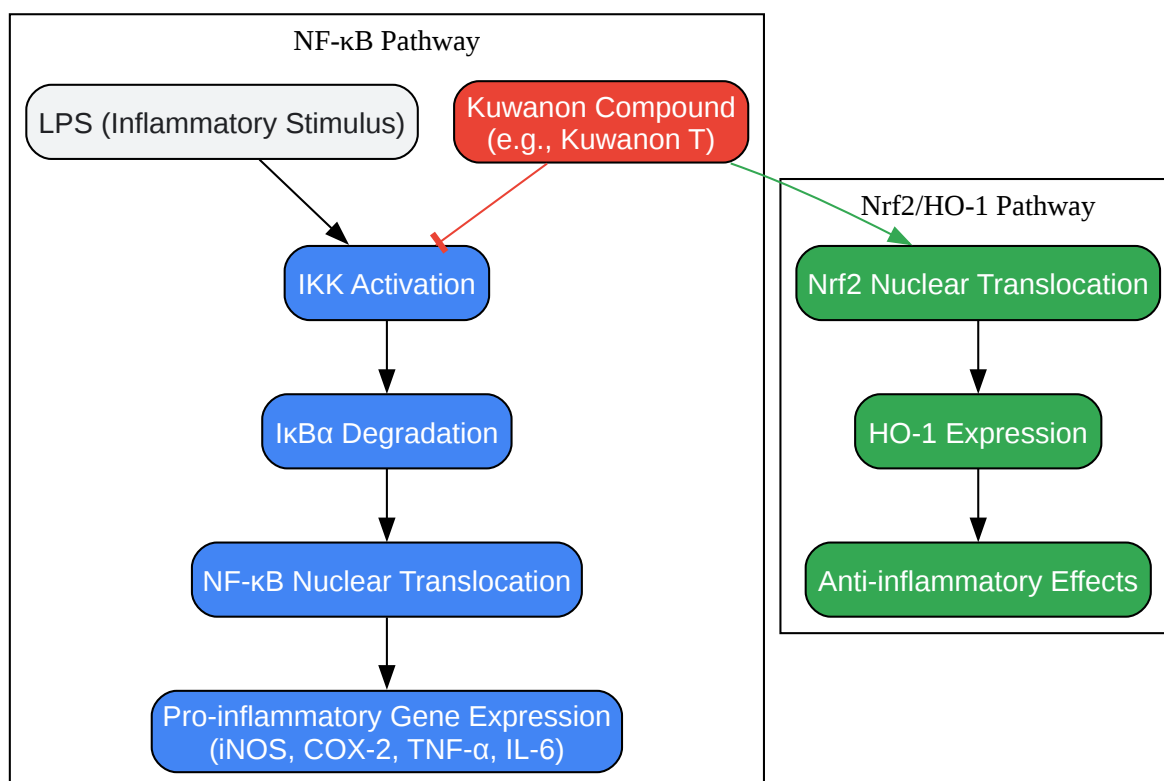 NF-κB Pathway
LPS (Inflammatory Stimulus)
Kuwanon Compound
(e.g., Kuwanon T)
IKK Activation
IκBα Degradation
NF-κB Nuclear Translocation
Pro-inflammatory Gene Expression
(iNOS, COX-2, TNF-α, IL-6)
Nrf2/HO-1 Pathway
Nrf2 Nuclear Translocation
HO-1 Expression
Anti-inflammatory Effects